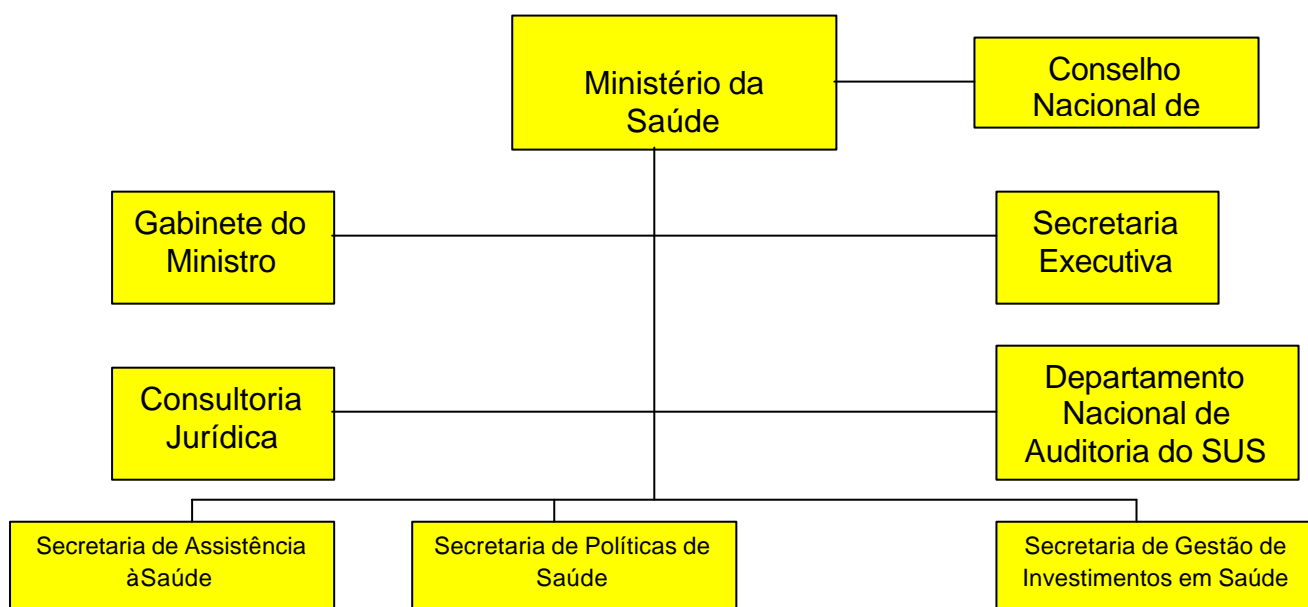 Ministério da
Saúde
Conselho
Nacional de
Gabinete do
Ministro
Secretaria
Executiva
Consultoria
Jurídica
Departamento
Nacional de
Auditoria do SUS
Secretaria de Assistência
àSaúde
Secretaria de Políticas de
Saúde
Secretaria de Gestão de
Investimentos em Saúde